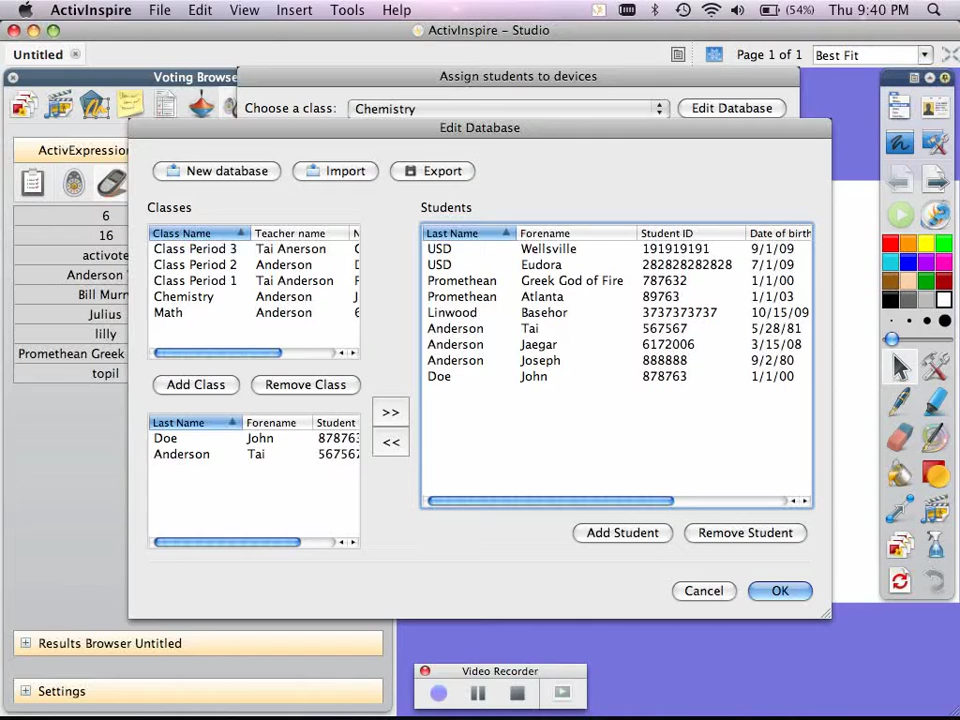 ActivInspire File Edit View Insert Tools Help (54%) Thu 9:40 PM
ActivInspire - Studio
Untitled Page 1 of 1 Best Fit
Voting Browse Assign students to devices
Choose a class: Chemistry Edit Database
Edit Database
ActivExpression
New database Import Export
Classes Students
Class Name Teacher name N Last Name Forename Student ID Date of birth
Class Period 3 Tai Anerson USD Wellsville 191919191 9/1/09
Class Period 2 Anderson USD Eudora 282828282828 7/1/09
Class Period 1 Tai Anderson Promethean Greek God of Fire 787632 1/1/00
Chemistry Anderson Promethean Atlanta 89763 1/1/03
Math Anderson 6 Linwood Basehor 3737373737 10/15/09
Anderson Tai 567567 5/28/81
Anderson Jaegar 6172006 3/15/08
Anderson Joseph 888888 9/2/80
Doe John 878763 1/1/00
6
16
activote
Anderson
Bill Murr
Julius
lilly
Promethean Greek
topil
Add Class Remove Class
Last Name Forename Student
Doe John 878763
Anderson Tai 567567
>>
<<
Add Student Remove Student
Cancel OK
Results Browser Untitled
Settings
Video Recorder